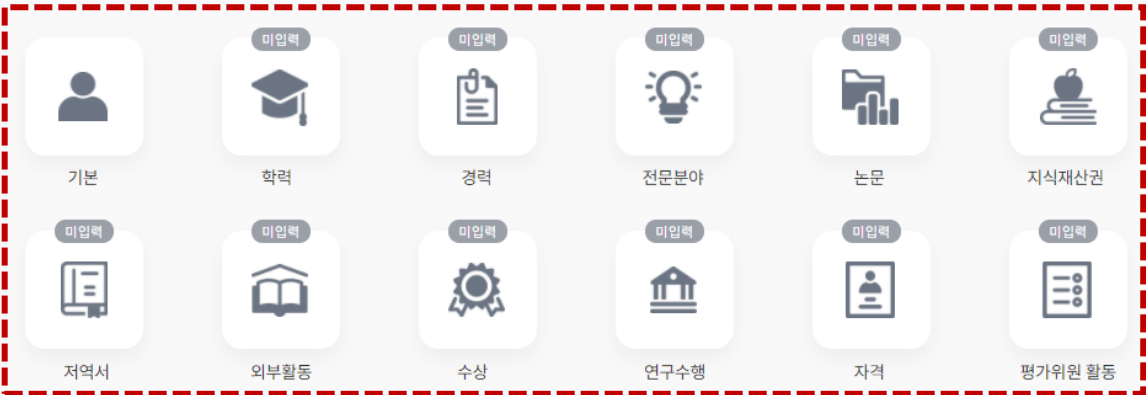 미입력 미입력 미입력 미입력 미입력
기본 학력 경력 전문분야 논문 지식재산권
미입력 미입력 미입력 미입력 미입력 미입력
저역서 외부활동 수상 연구수행 자격 평가위원 활동